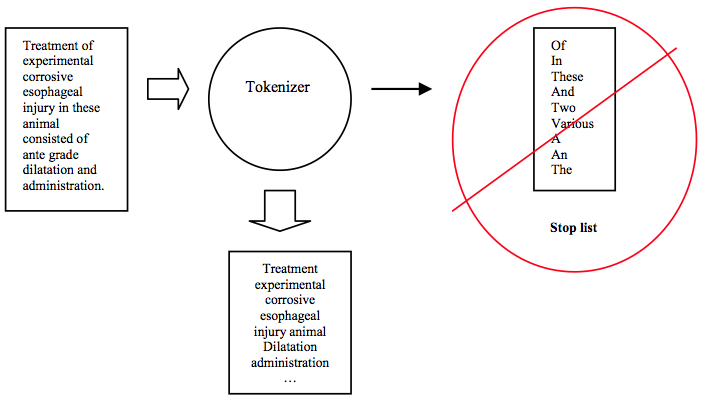 Treatment of
experimental
corrosive
esophageal
injury in these
animal
consisted of
ante grade
dilatation and
administration.
Tokenizer
Of
In
These
And
Two
Various
A
An
The
Stop list
Treatment
experimental
corrosive
esophageal
injury animal
Dilatation
administration
…